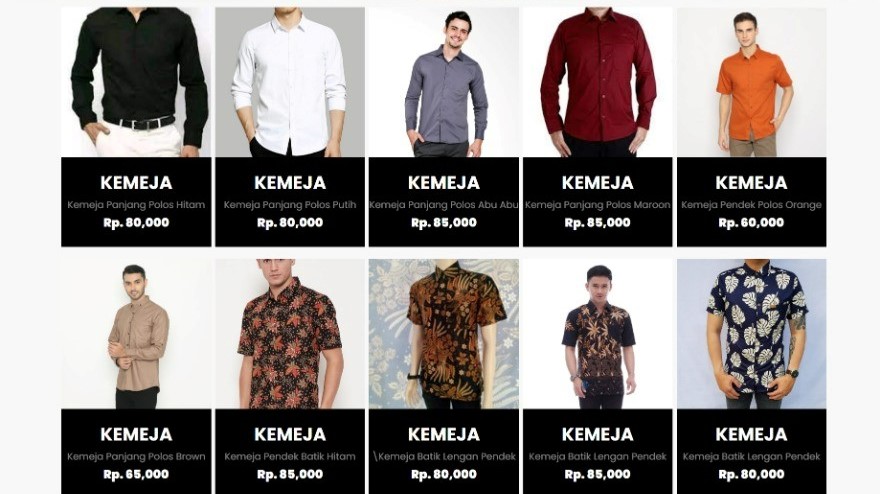 KEMEJA
Kemeja Panjang Polos Hitam
Rp. 80,000
KEMEJA
Kemeja Panjang Polos Putih
Rp. 80,000
KEMEJA
Kemeja Panjang Polos Abu Abu
Rp. 85,000
KEMEJA
Kemeja Panjang Polos Maroon
Rp. 85,000
KEMEJA
Kemeja Pendek Polos Orange
Rp. 60,000
KEMEJA
Kemeja Panjang Polos Brown
Rp. 65,000
KEMEJA
Kemeja Pendek Batik Hitam
Rp. 85,000
KEMEJA
\Kemeja Batik Lengan Pendek
Rp. 80,000
KEMEJA
Kemeja Batik Lengan Pendek
Rp. 85,000
KEMEJA
Kemeja Batik Lengan Pendek
Rp. 80,000